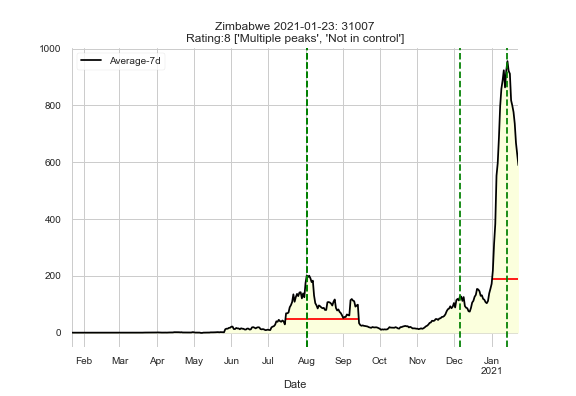 Zimbabwe 2021-01-23: 31007
Rating:8 ['Multiple peaks', 'Not in control']
Average-7d
1000
800
600
400
200
0
Feb Mar Apr May Jun Jul Aug Sep Oct Nov Dec Jan
2021
Date